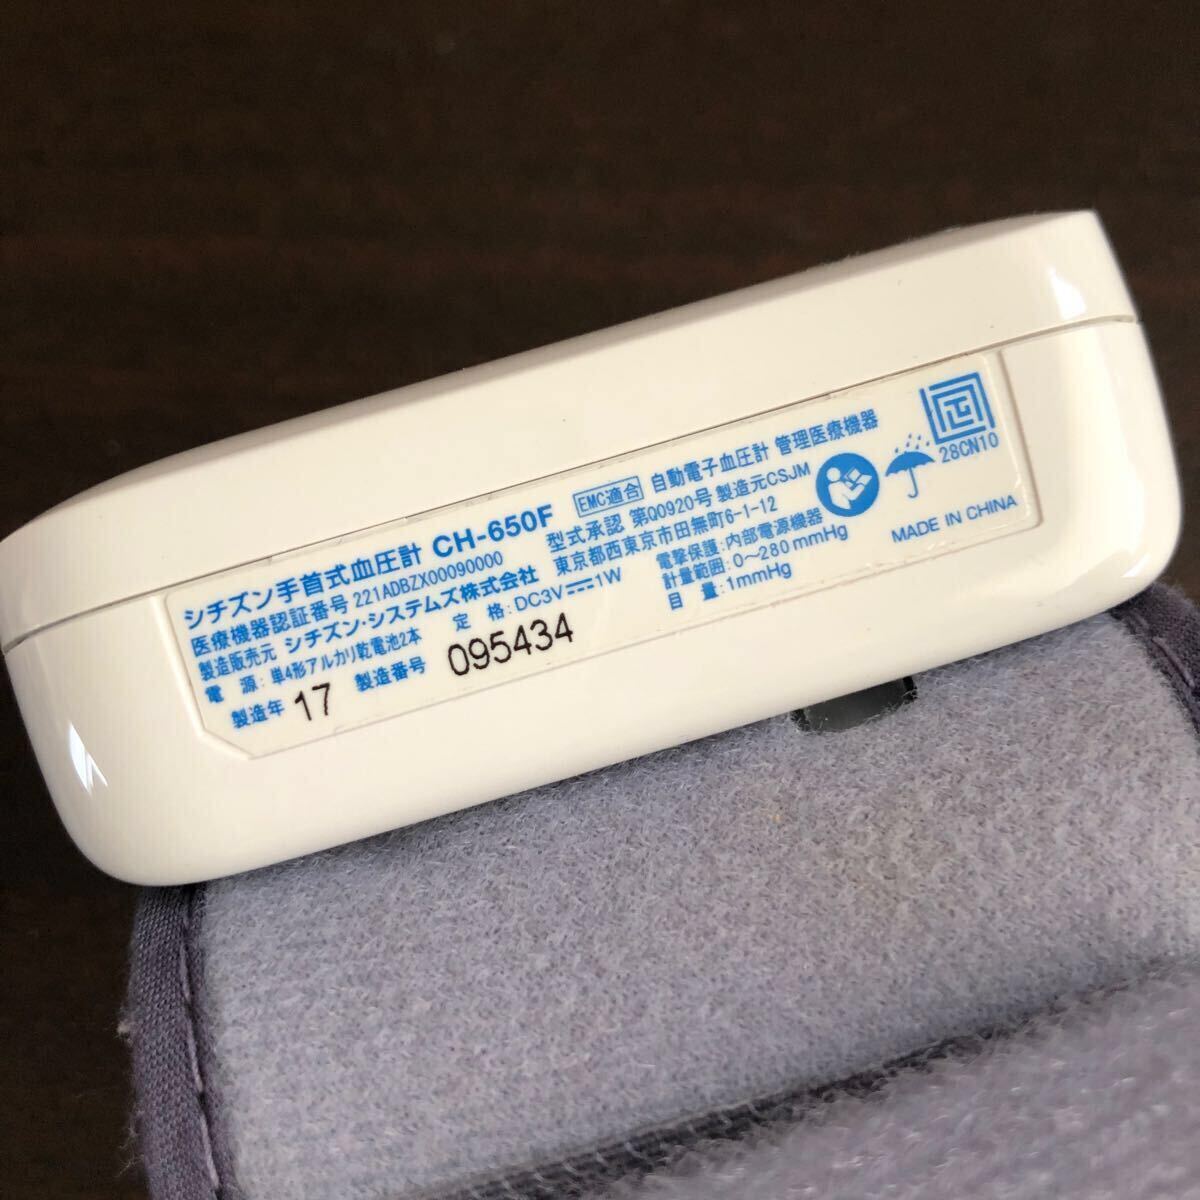 シチズン手首式血圧計 CH-650F EMC適合 自動電子血圧計 管理医療機器
医療機器認証番号 221ADBZX00090000 型式承認 第Q0920号 製造元CSJM
製造販売元 シチズン・システムズ株式会社 東京都西東京市田無町6-1-12
電 源:単4形アルカリ乾電池2本 定 格:DC3V⎓1W 電撃保護:内部電源機器
計量範囲:0～280mmHg
製造年 17 製造番号 095434 目 量:1mmHg
正
28CN10
MADE IN CHINA